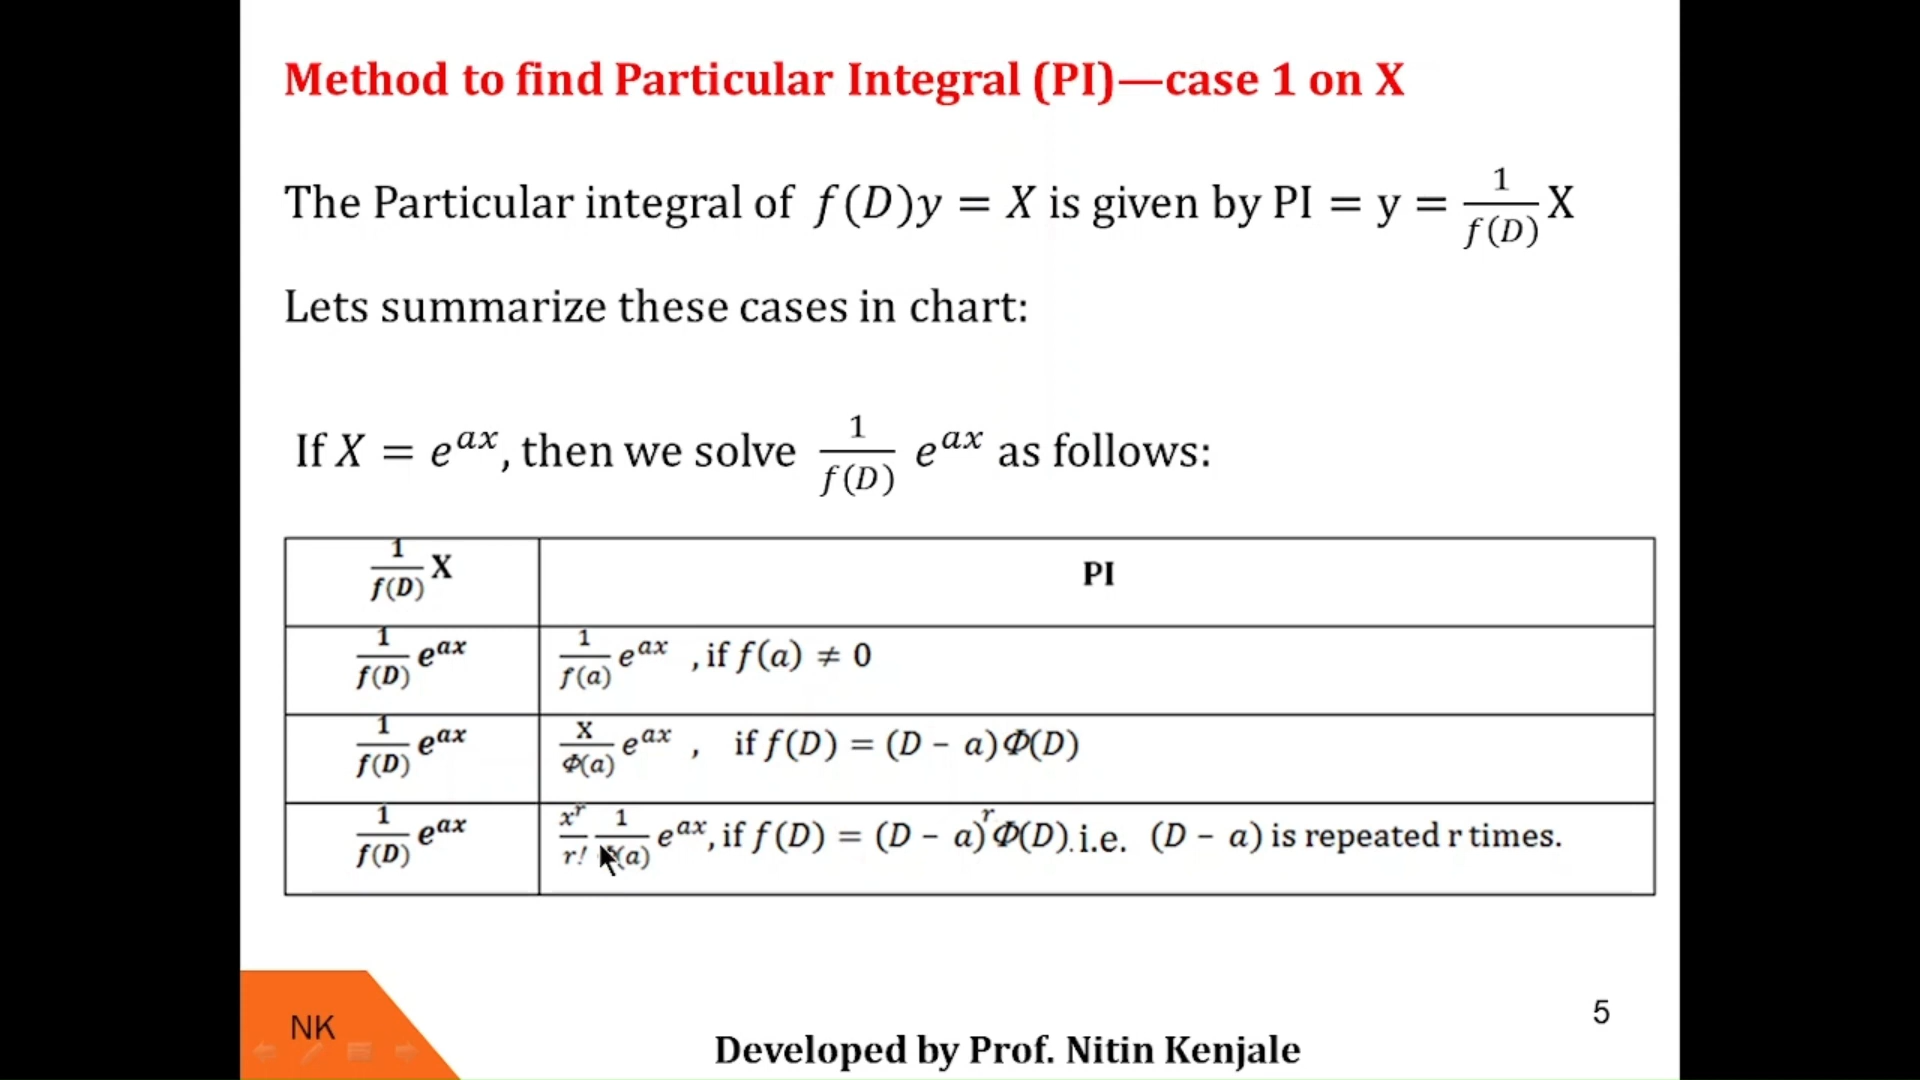 Method to find Particular Integral (PI)—case 1 on X
The Particular integral of f(D)y = X is given by PI = y = 1/f(D) X
Lets summarize these cases in chart:
If X = e^{ax}, then we solve 1/f(D) e^{ax} as follows:
1/f(D) X PI
1/f(D) e^{ax} 1/f(a) e^{ax} , if f(a) ≠ 0
1/f(D) e^{ax} X/Φ(a) e^{ax} , if f(D) = (D − a)Φ(D)
1/f(D) e^{ax} x^r/r! 1/(a) e^{ax}, if f(D) = (D − a)^r Φ(D). i.e. (D − a) is repeated r times.
NK
5
Developed by Prof. Nitin Kenjale